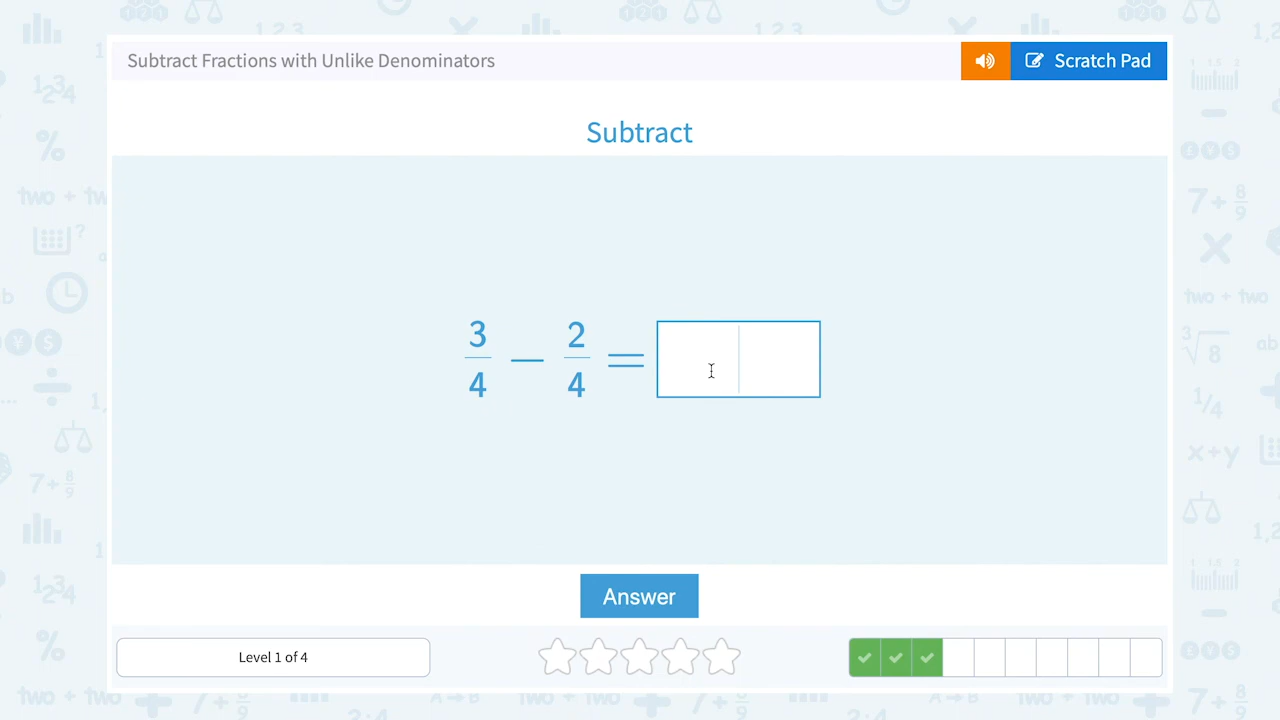 Subtract Fractions with Unlike Denominators
Scratch Pad
Subtract
3/4 − 2/4 =
Answer
Level 1 of 4